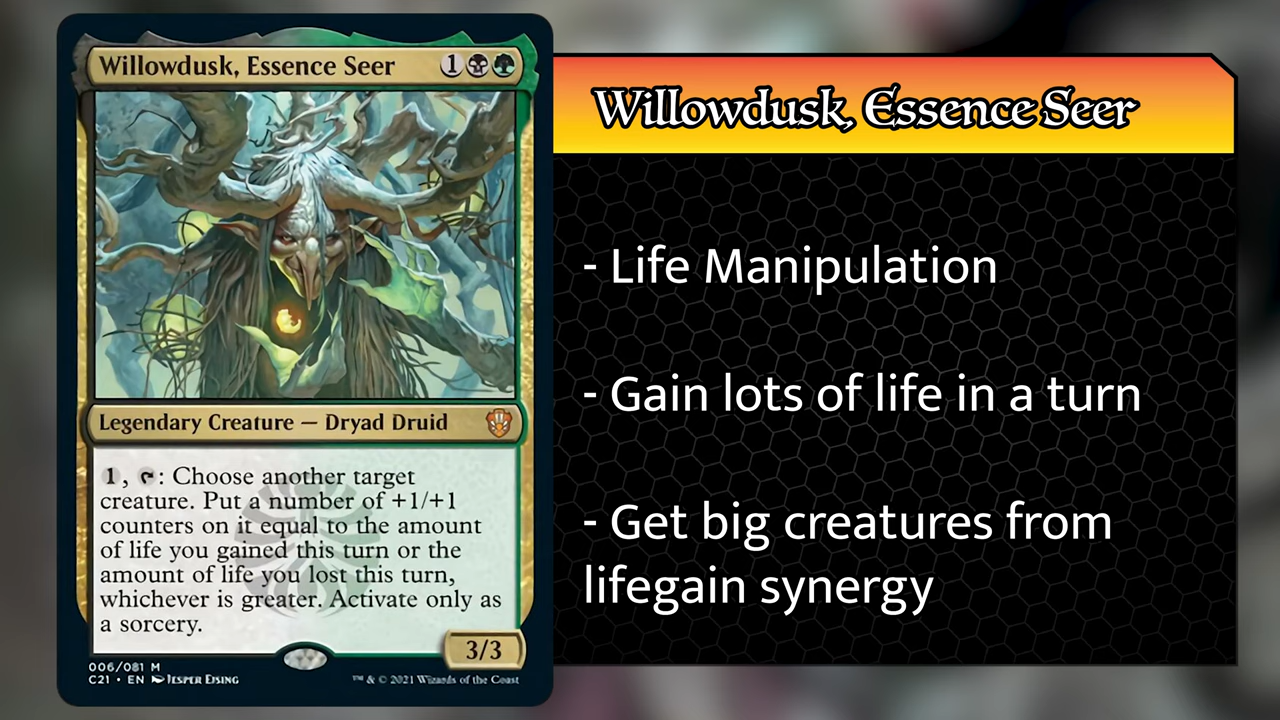 Willowdusk, Essence Seer 1
Legendary Creature — Dryad Druid
1, : Choose another target
creature. Put a number of +1/+1
counters on it equal to the amount
of life you gained this turn or the
amount of life you lost this turn,
whichever is greater. Activate only as
a sorcery.
3/3
006/081 M
C21 • EN JESPER EJSING
™ & © 2021 Wizards of the Coast
Willowdusk, Essence Seer
- Life Manipulation
- Gain lots of life in a turn
- Get big creatures from
lifegain synergy